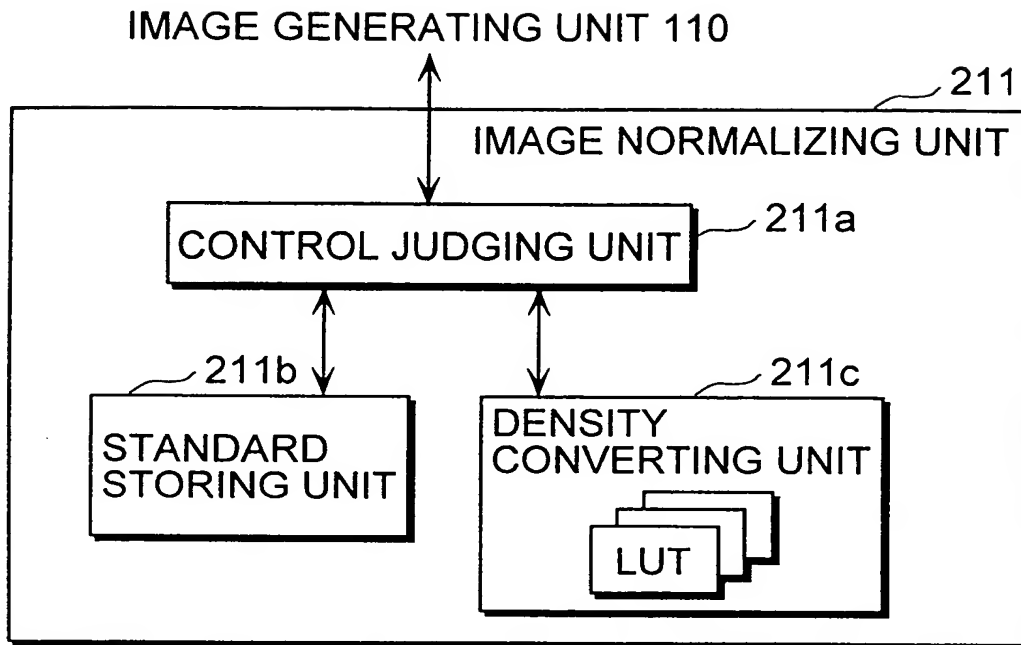 IMAGE GENERATING UNIT 110
211
IMAGE NORMALIZING UNIT
211a
CONTROL JUDGING UNIT
211b
211c
STANDARD
STORING UNIT
DENSITY
CONVERTING UNIT
LUT